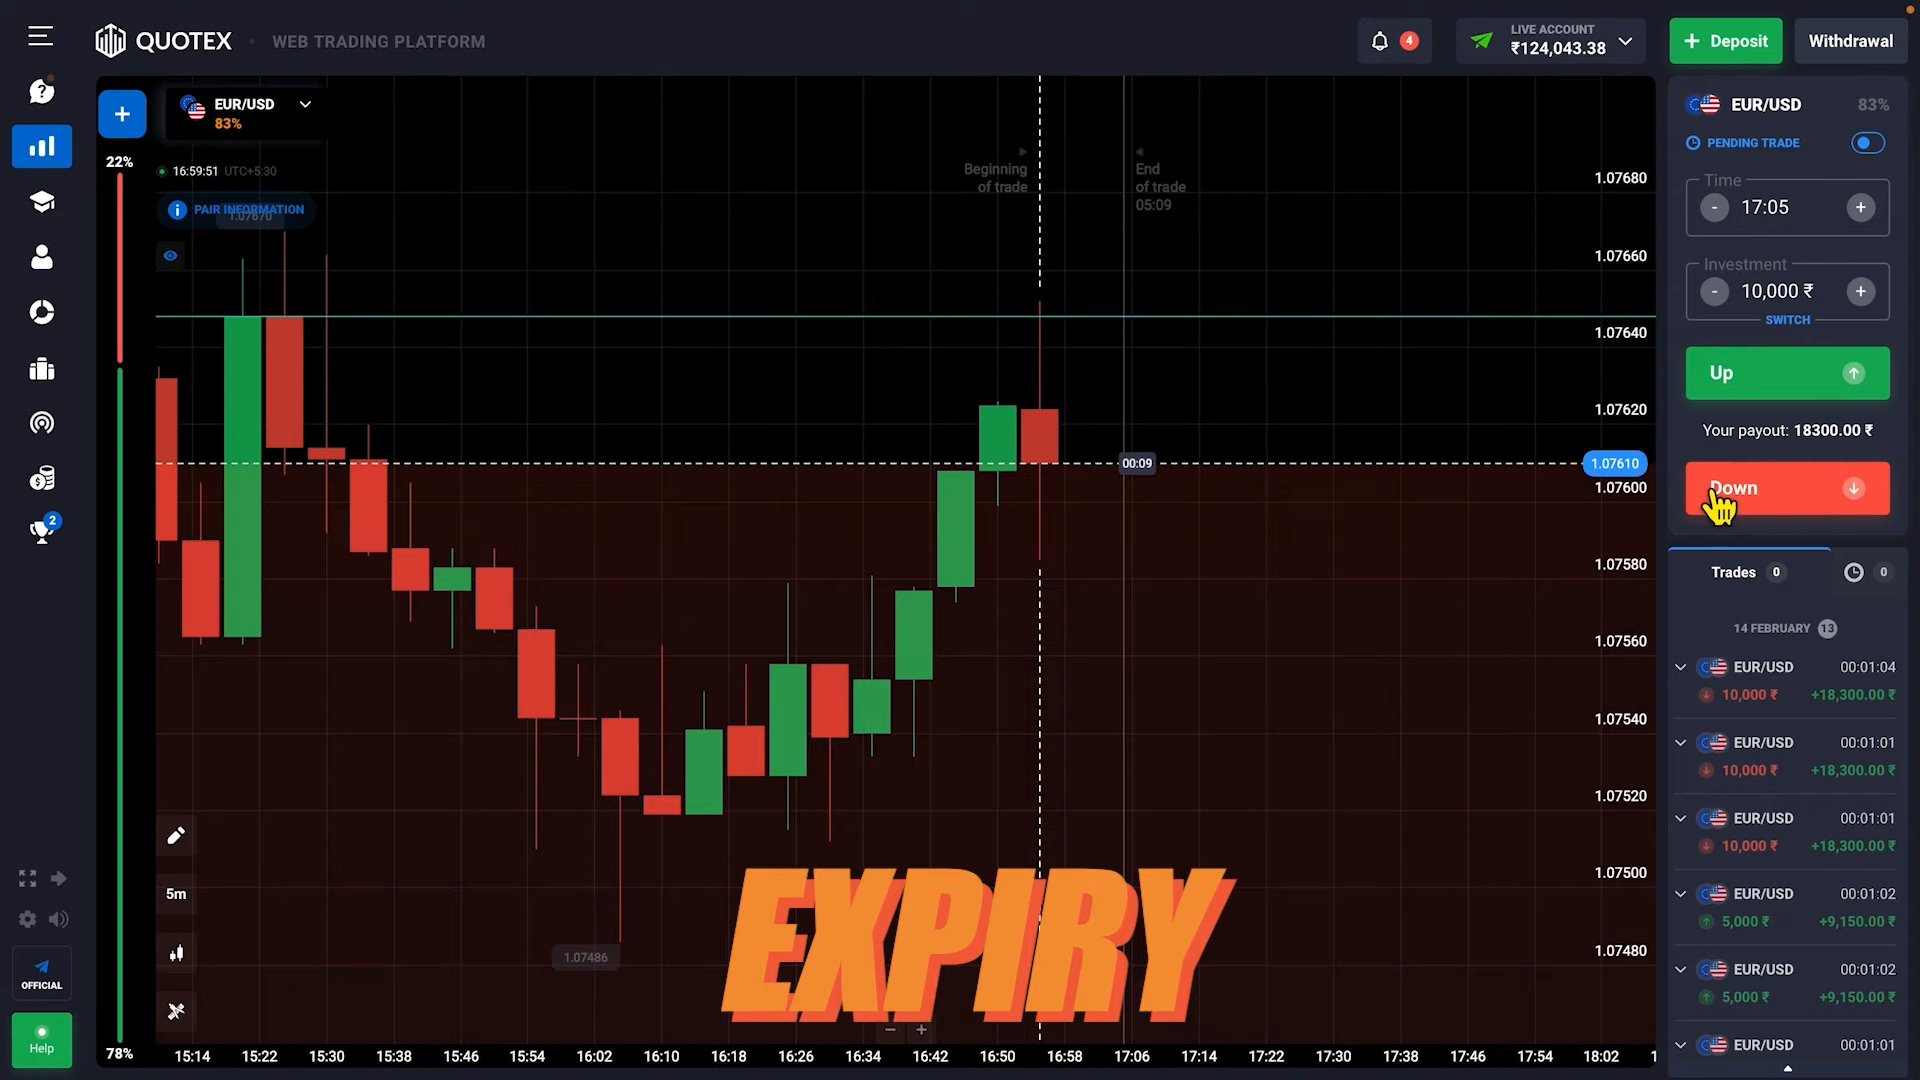 QUOTEX
WEB TRADING PLATFORM
4
LIVE ACCOUNT
₹124,043.38
+ Deposit
Withdrawal
EUR/USD
83%
22%
16:59:51 UTC+5:30
PAIR INFORMATION
1.07670
Beginning
of trade
End
of trade
05:09
1.07680
1.07660
1.07640
1.07620
1.07610
1.07600
1.07580
1.07560
1.07540
1.07520
1.07500
1.07480
00:09
1.07486
5m
EXPIRY
78%
15:14 15:22 15:30 15:38 15:46 15:54 16:02 16:10 16:18 16:26 16:34 16:42 16:50 16:58 17:06 17:14 17:22 17:30 17:38 17:46 17:54 18:02
2
OFFICIAL
Help
EUR/USD 83%
PENDING TRADE
Time
- 17:05 +
Investment
- 10,000 ₹ +
SWITCH
Up
Your payout: 18300.00 ₹
Down
Trades 0
0
14 FEBRUARY 13
EUR/USD 00:01:04
10,000 ₹ +18,300.00 ₹
EUR/USD 00:01:01
10,000 ₹ +18,300.00 ₹
EUR/USD 00:01:01
10,000 ₹ +18,300.00 ₹
EUR/USD 00:01:02
5,000 ₹ +9,150.00 ₹
EUR/USD 00:01:02
5,000 ₹ +9,150.00 ₹
EUR/USD 00:01:01